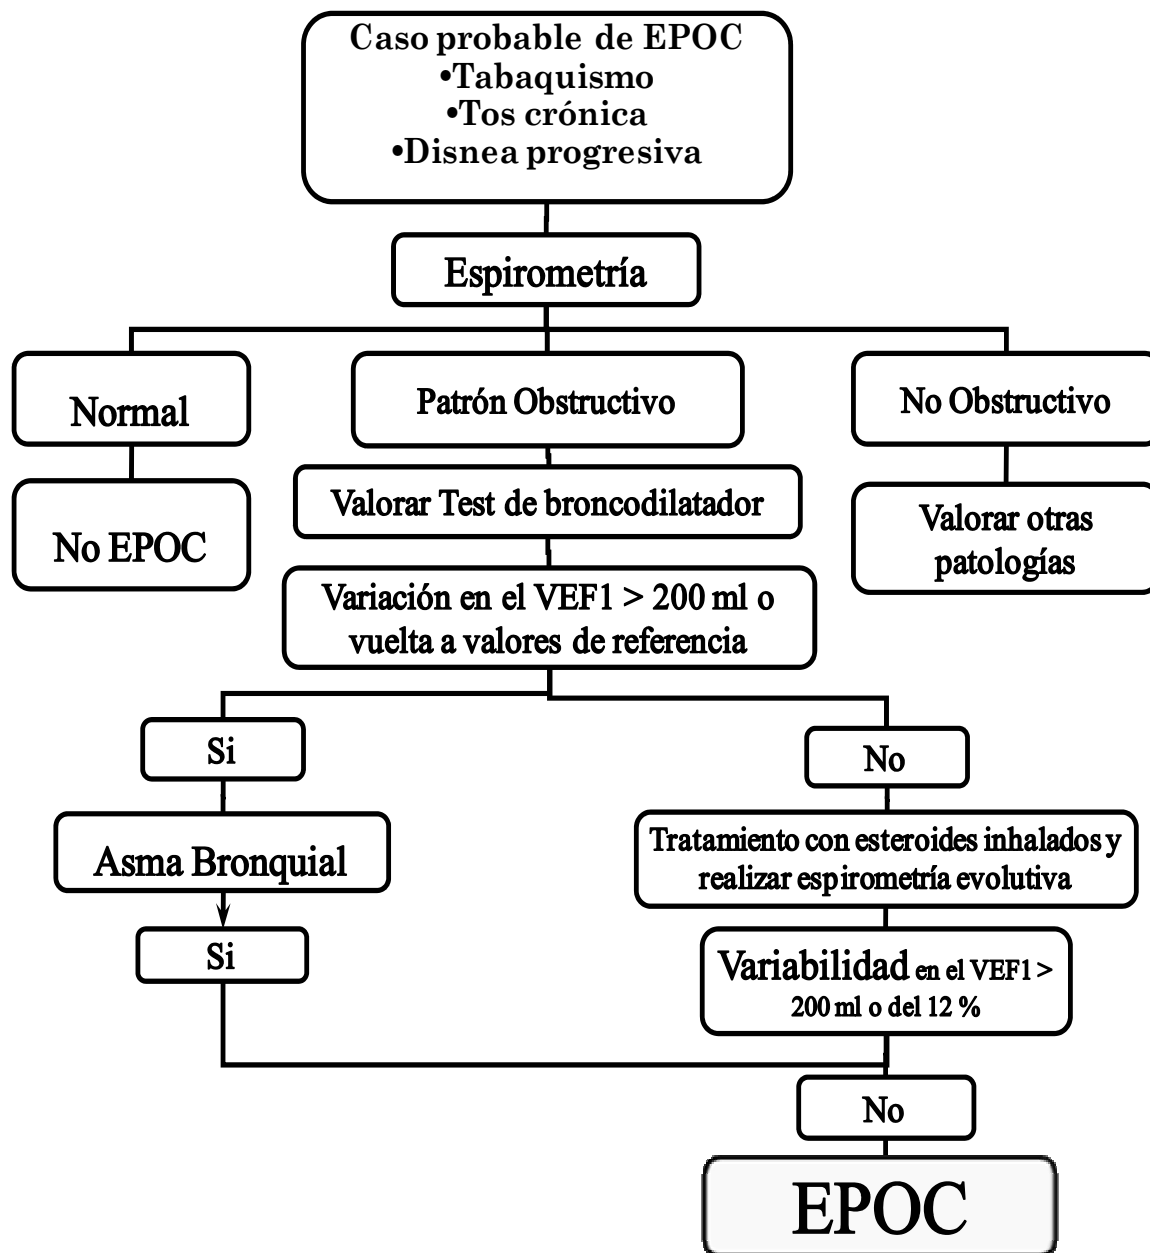 Caso probable de EPOC
•Tabaquismo
•Tos crónica
•Disnea progresiva
Espirometría
Normal
Patrón Obstructivo
No Obstructivo
No EPOC
Valorar Test de broncodilatador
Valorar otras
patologías
Variación en el VEF1 > 200 ml o
vuelta a valores de referencia
Si
No
Asma Bronquial
Tratamiento con esteroides inhalados y
realizar espirometría evolutiva
Si
Variabilidad en el VEF1 >
200 ml o del 12 %
No
EPOC